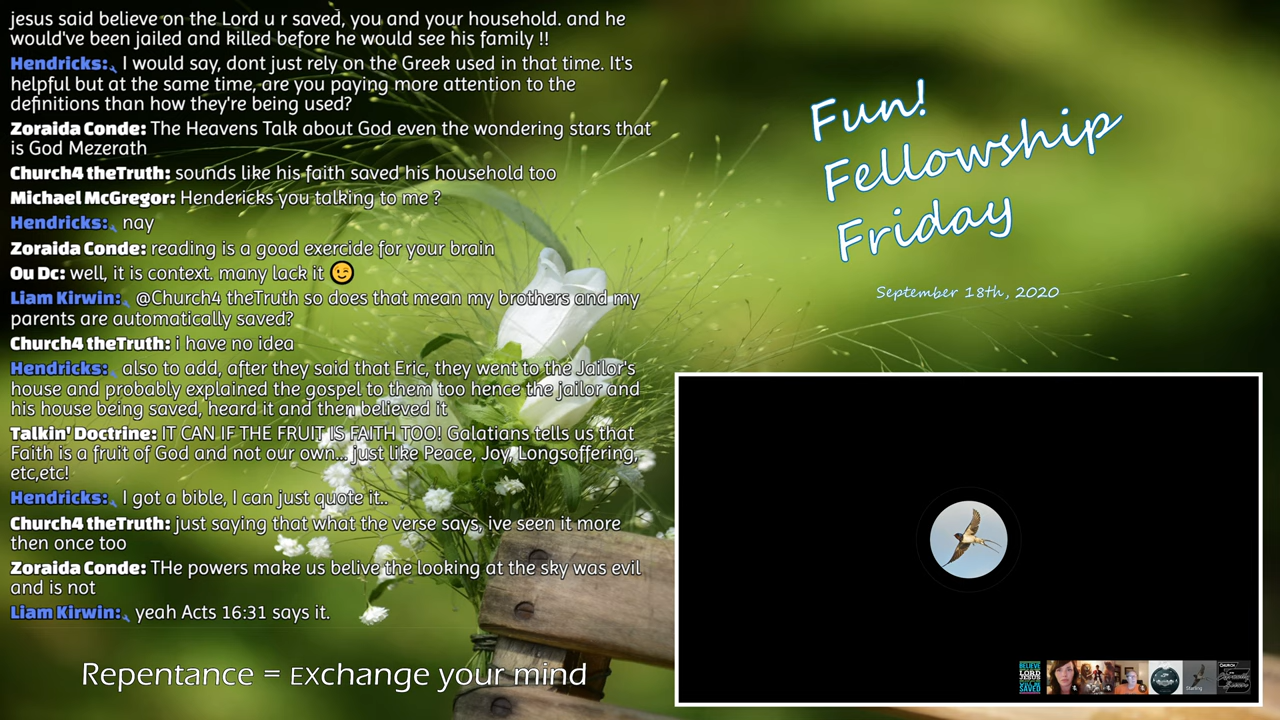 jesus said believe on the Lord u r saved, you and your household. and he
would've been jailed and killed before he would see his family !!
Hendricks: I would say, dont just rely on the Greek used in that time. It's
helpful but at the same time, are you paying more attention to the
definitions than how they're being used?
Zoraida Conde: The Heavens Talk about God even the wondering stars that
is God Mezerath
Church4 theTruth: sounds like his faith saved his household too
Michael McGregor: Hendericks you talking to me ?
Hendricks: nay
Zoraida Conde: reading is a good exercide for your brain
Ou Dc: well, it is context. many lack it 😉
Liam Kirwin: @Church4 theTruth so does that mean my brothers and my
parents are automatically saved?
Church4 theTruth: i have no idea
Hendricks: also to add, after they said that Eric, they went to the Jailor's
house and probably explained the gospel to them too hence the jailor and
his house being saved, heard it and then believed it
Talkin' Doctrine: IT CAN IF THE FRUIT IS FAITH TOO! Galatians tells us that
Faith is a fruit of God and not our own... just like Peace, Joy, Longsoffering,
etc,etc!
Hendricks: I got a bible, I can just quote it..
Church4 theTruth: just saying that what the verse says, ive seen it more
then once too
Zoraida Conde: THe powers make us belive the looking at the sky was evil
and is not
Liam Kirwin: yeah Acts 16:31 says it.
Repentance = EXchange your mind
Fun!
Fellowship
Friday
September 18th, 2020
BELIEVE
LORD
JESUS
SAVED
Starling
CHURCH